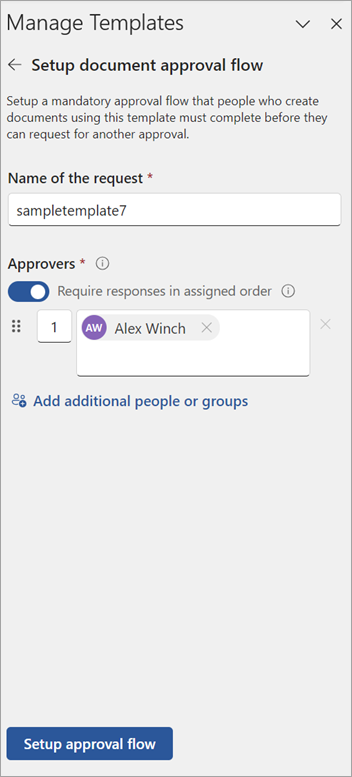 Manage Templates
Setup document approval flow
Setup a mandatory approval flow that people who create
documents using this template must complete before they
can request for another approval.
Name of the request *
sampletemplate7
Approvers *
Require responses in assigned order
1
AW Alex Winch
Add additional people or groups
Setup approval flow